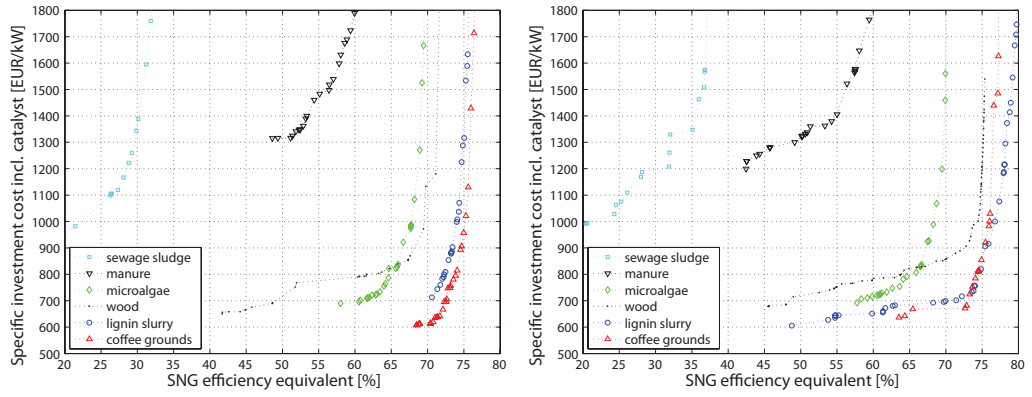 Specific investment cost incl. catalyst [EUR/kW]
1800
1700
1600
1500
1400
1300
1200
1100
1000
900
800
700
600
500
sewage sludge
manure
microalgae
wood
lignin slurry
coffee grounds
20 25 30 35 40 45 50 55 60 65 70 75 80
SNG efficiency equivalent [%]
Specific investment cost incl. catalyst [EUR/kW]
1800
1700
1600
1500
1400
1300
1200
1100
1000
900
800
700
600
500
sewage sludge
manure
microalgae
wood
lignin slurry
coffee grounds
20 25 30 35 40 45 50 55 60 65 70 75 80
SNG efficiency equivalent [%]